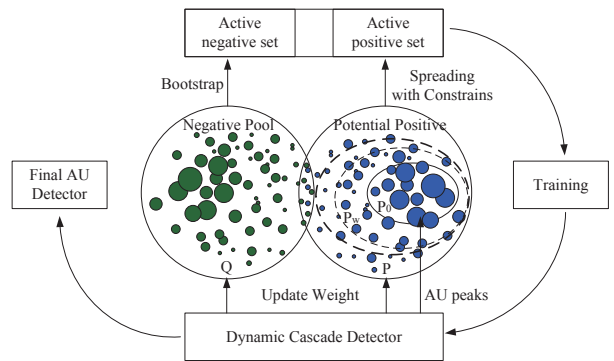 Active
negative set
Active
positive set
Bootstrap
Spreading
with Constrains
Negative Pool
Potential Positive
Final AU
Detector
Training
P0
Pw
Q
P
Update Weight
AU peaks
Dynamic Cascade Detector